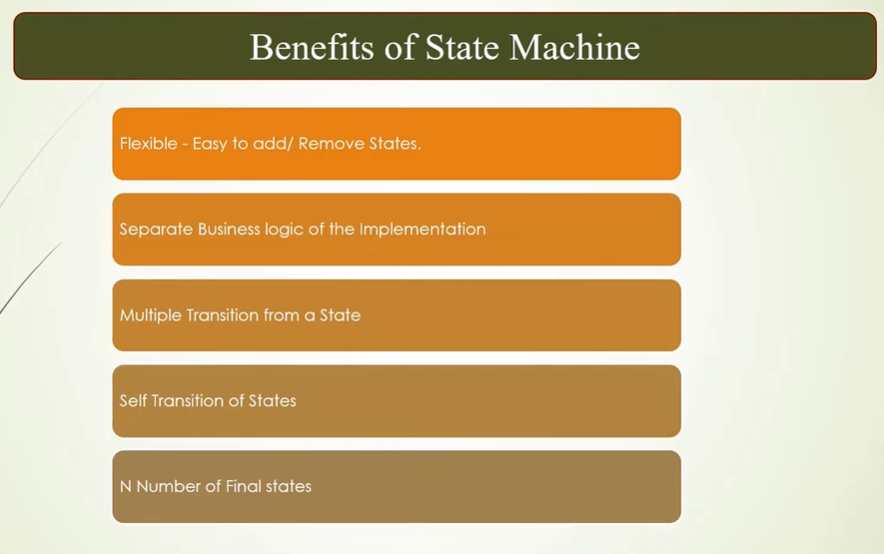 Benefits of State Machine
Flexible - Easy to add/ Remove States.
Separate Business logic of the Implementation
Multiple Transition from a State
Self Transition of States
N Number of Final states